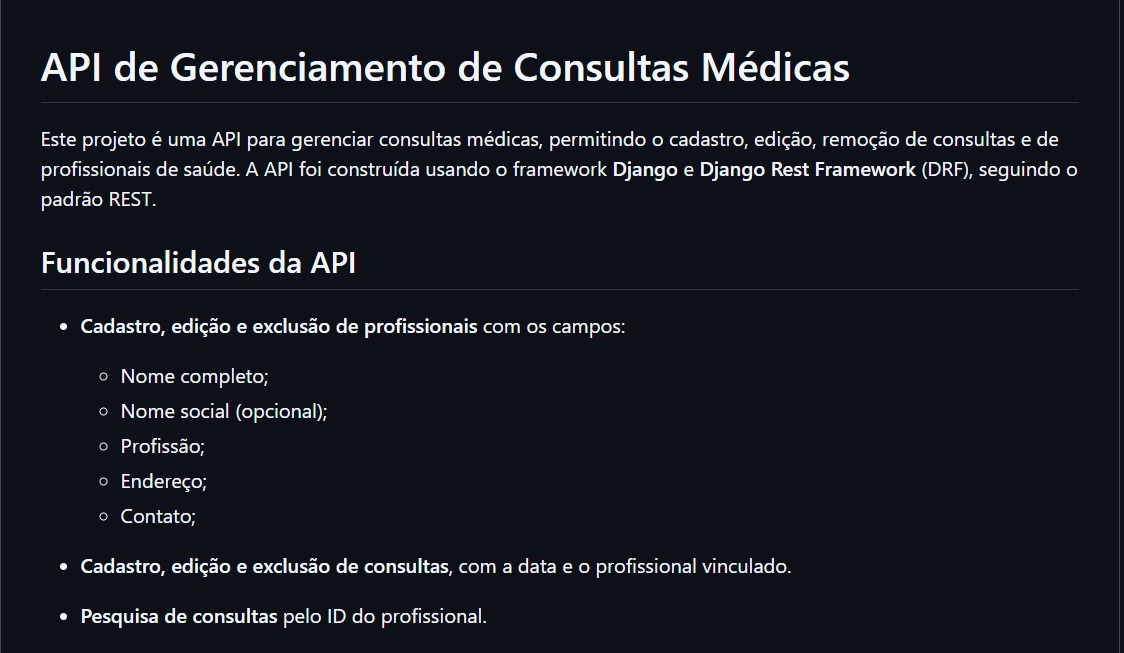 API de Gerenciamento de Consultas Médicas
Este projeto é uma API para gerenciar consultas médicas, permitindo o cadastro, edição, remoção de consultas e de
profissionais de saúde. A API foi construída usando o framework Django e Django Rest Framework (DRF), seguindo o
padrão REST.
Funcionalidades da API
Cadastro, edição e exclusão de profissionais com os campos:
Nome completo;
Nome social (opcional);
Profissão;
Endereço;
Contato;
Cadastro, edição e exclusão de consultas, com a data e o profissional vinculado.
Pesquisa de consultas pelo ID do profissional.